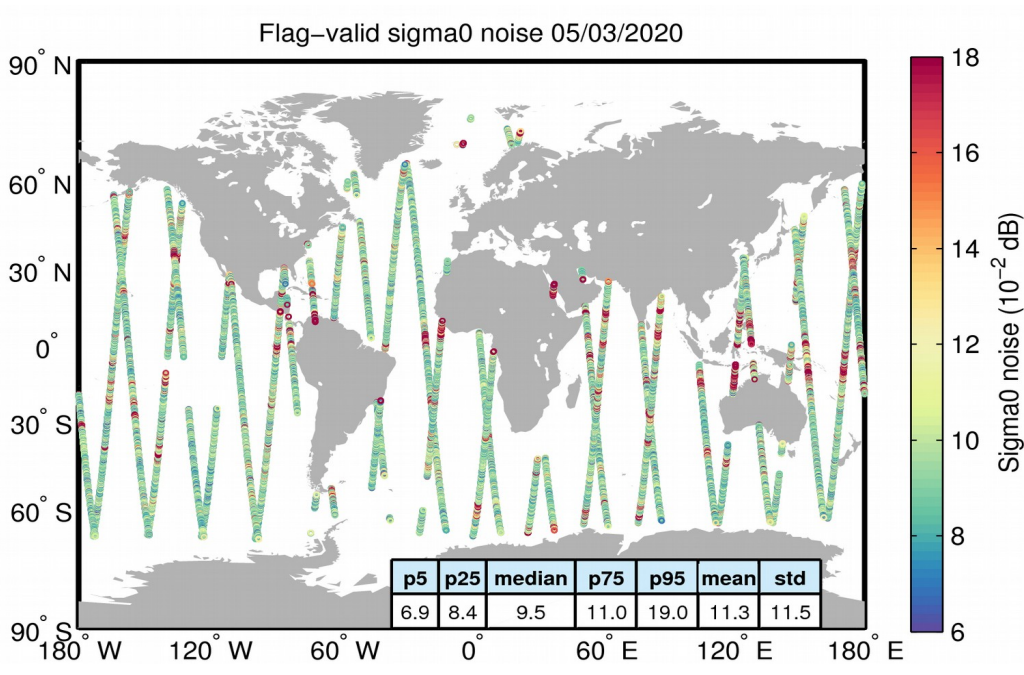 Flag−valid sigma0 noise 05/03/2020
90° N
60° N
30° N
0°
30° S
60° S
90° S
180° W
120° W
60° W
0°
60° E
120° E
180° E
18
16
14
12
10
8
6
Sigma0 noise (10⁻² dB)
p5 p25 median p75 p95 mean std
6.9 8.4 9.5 11.0 19.0 11.3 11.5